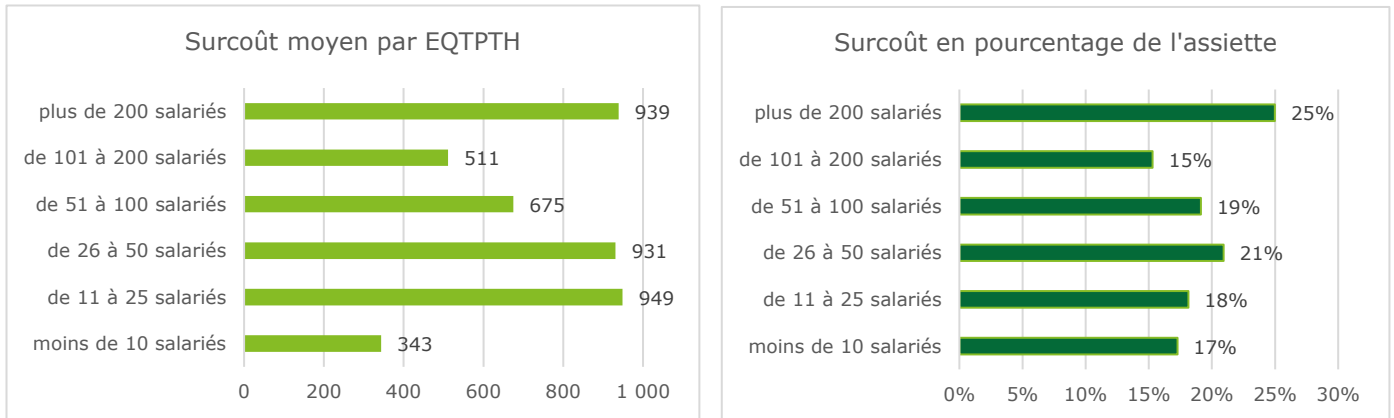 Surcoût moyen par EQTPTH
plus de 200 salariés 939
de 101 à 200 salariés 511
de 51 à 100 salariés 675
de 26 à 50 salariés 931
de 11 à 25 salariés 949
moins de 10 salariés 343
0 200 400 600 800 1 000
Surcoût en pourcentage de l'assiette
plus de 200 salariés 25%
de 101 à 200 salariés 15%
de 51 à 100 salariés 19%
de 26 à 50 salariés 21%
de 11 à 25 salariés 18%
moins de 10 salariés 17%
0% 5% 10% 15% 20% 25% 30%